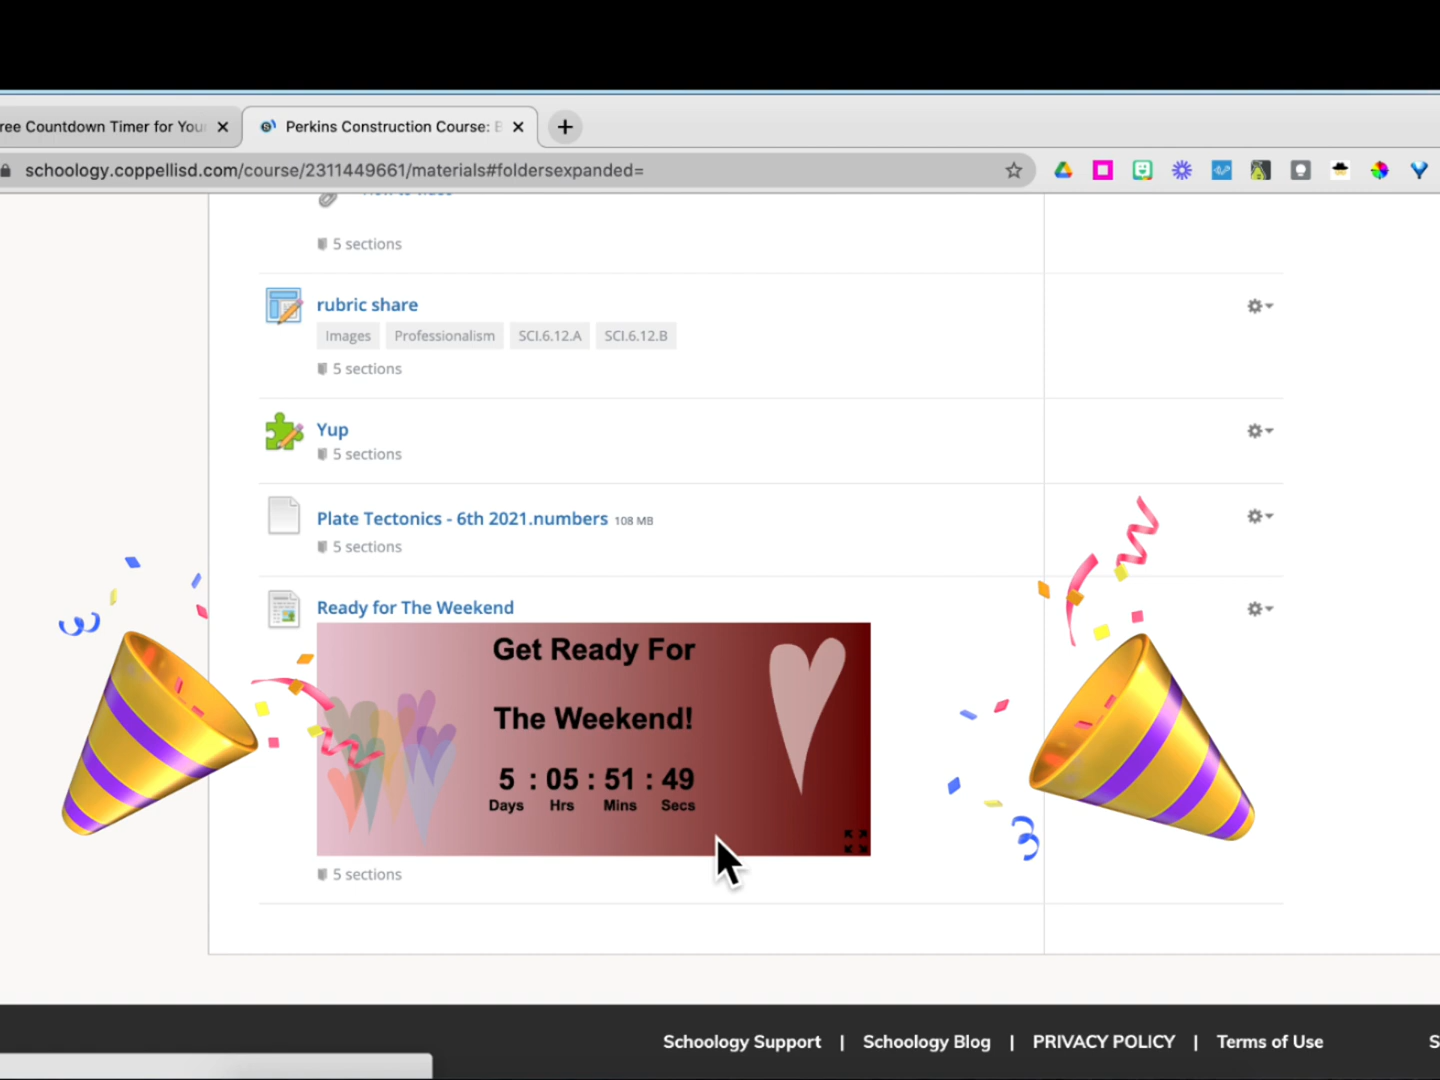 ree Countdown Timer for You
Perkins Construction Course: B
schoology.coppellisd.com/course/2311449661/materials#foldersexpanded=
5 sections
rubric share
Images Professionalism SCI.6.12.A SCI.6.12.B
5 sections
Yup
5 sections
Plate Tectonics - 6th 2021.numbers 108 MB
5 sections
Ready for The Weekend
Get Ready For
The Weekend!
5 : 05 : 51 : 49
Days Hrs Mins Secs
5 sections
Schoology Support | Schoology Blog | PRIVACY POLICY | Terms of Use S